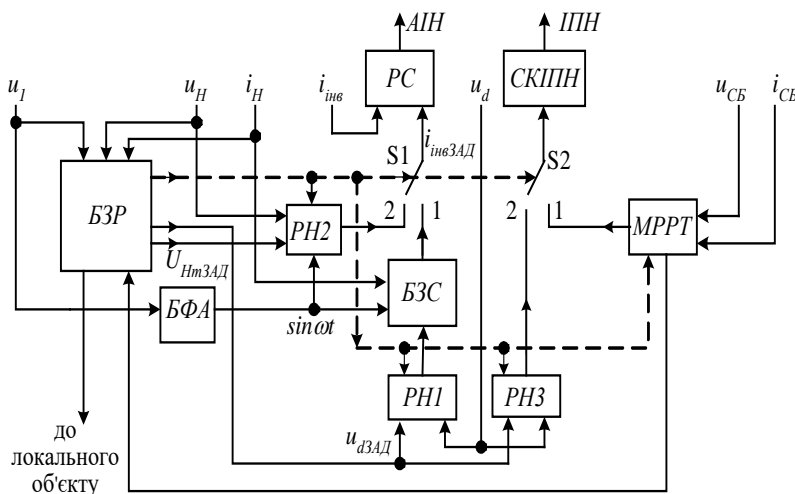 АІН
ІПН
u1
uН
iН
iінв
РС
ud
СКІПН
uСБ
iСБ
iінвЗАД
S1
S2
БЗР
РН2
2
1
2
1
МРРТ
UНmЗАД
БЗС
БФА
sinωt
РН1
РН3
до
локального
об'єкту
udЗАД